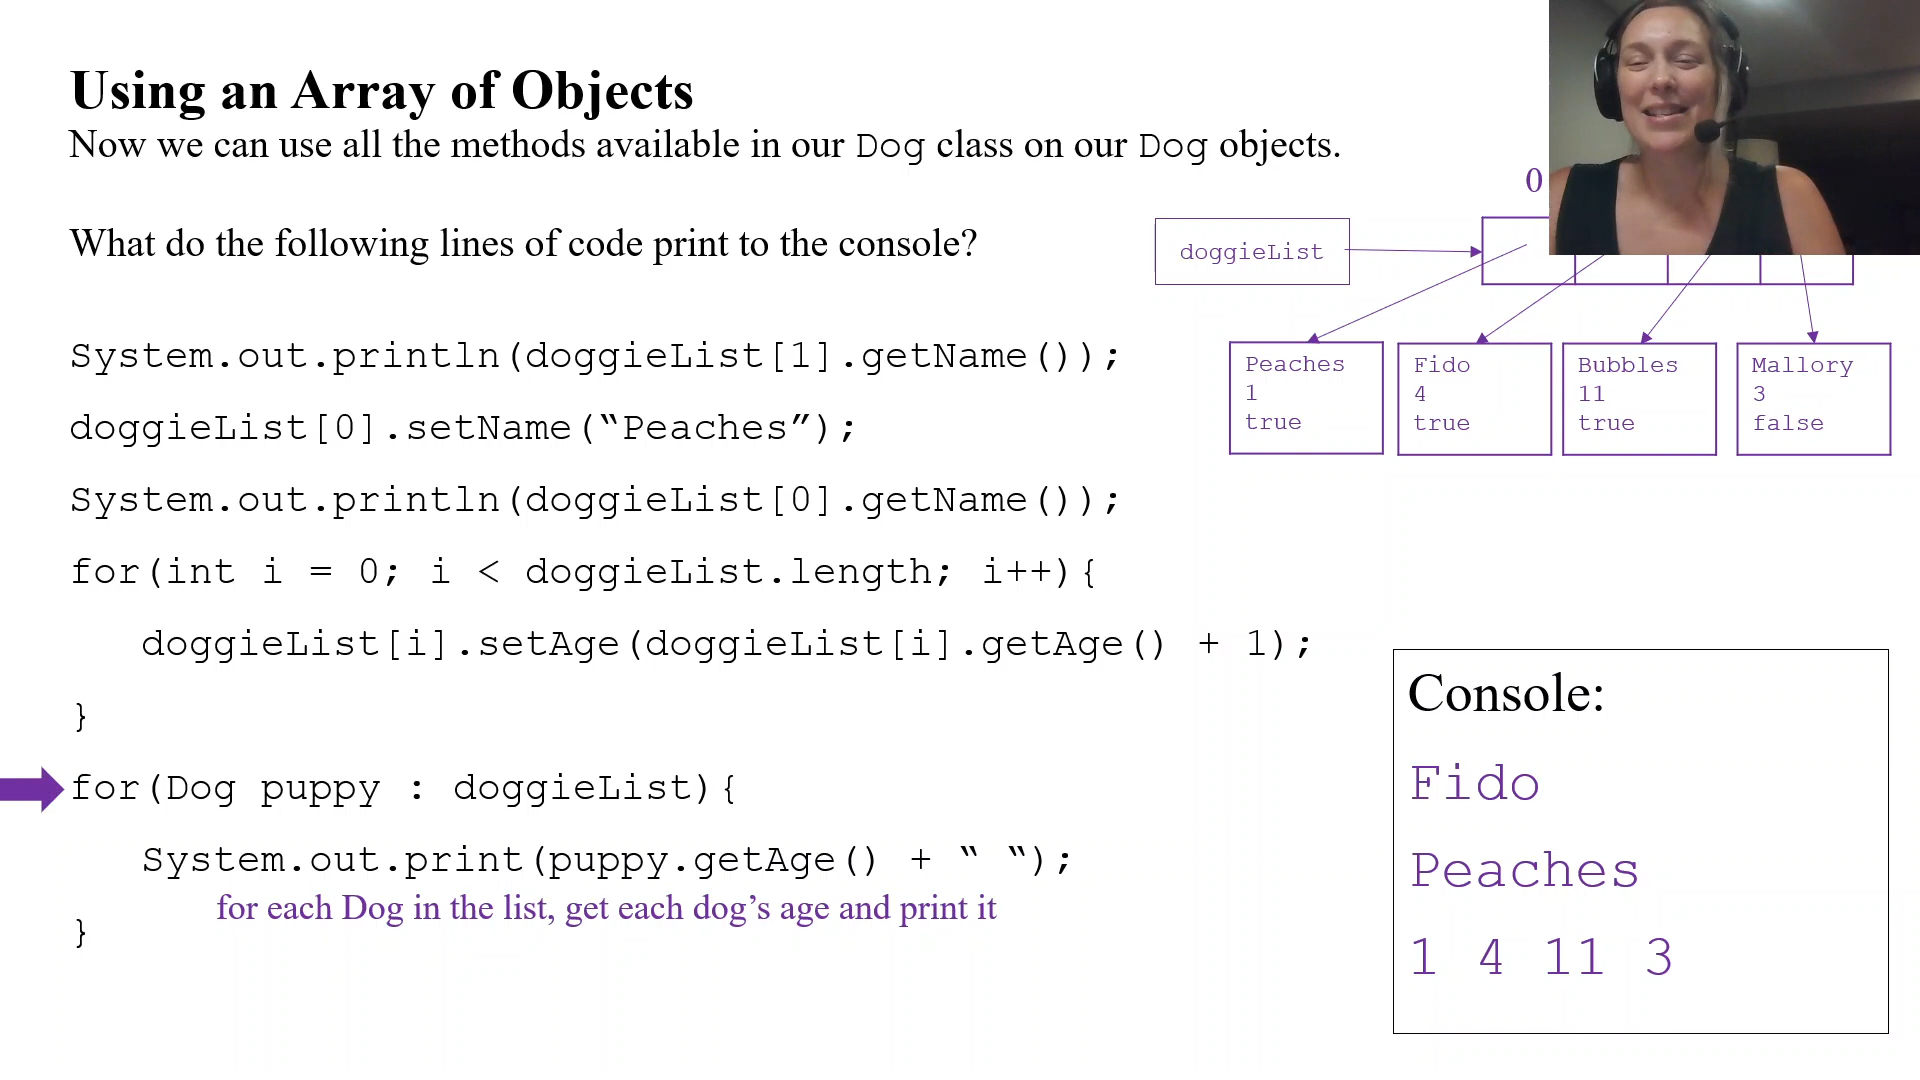 Using an Array of Objects
Now we can use all the methods available in our Dog class on our Dog objects.
0
What do the following lines of code print to the console?
doggieList
System.out.println(doggieList[1].getName());
doggieList[0].setName(“Peaches”);
System.out.println(doggieList[0].getName());
for(int i = 0; i < doggieList.length; i++){
doggieList[i].setAge(doggieList[i].getAge() + 1);
}
for(Dog puppy : doggieList){
System.out.print(puppy.getAge() + “ “);
for each Dog in the list, get each dog’s age and print it
}
Peaches
1
true
Fido
4
true
Bubbles
11
true
Mallory
3
false
Console:
Fido
Peaches
1 4 11 3